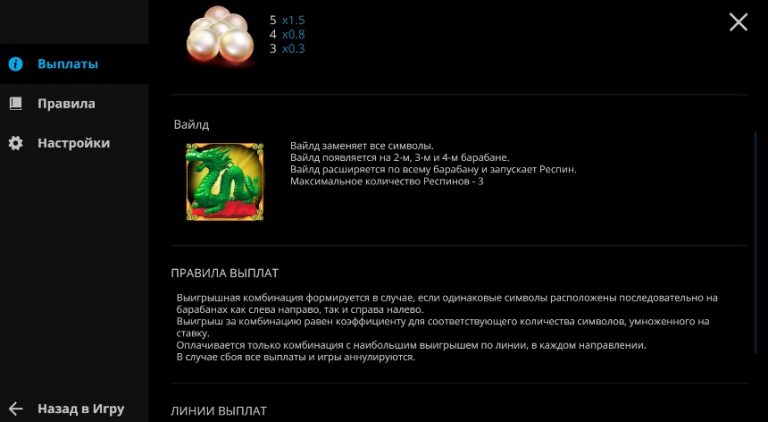 5 x1.5
4 x0.8
3 x0.3
Выплаты
Правила
Настройки
Вайлд
Вайлд заменяет все символы.
Вайлд появляется на 2-м, 3-м и 4-м барабане.
Вайлд расширяется по всему барабану и запускает Респин.
Максимальное количество Респинов - 3
ПРАВИЛА ВЫПЛАТ
Выигрышная комбинация формируется в случае, если одинаковые символы расположены последовательно на
барабанах как слева направо, так и справа налево.
Выигрыш за комбинацию равен коэффициенту для соответствующего количества символов, умноженного на
ставку.
Оплачивается только комбинация с наибольшим выигрышем по линии, в каждом направлении.
В случае сбоя все выплаты и игры аннулируются.
Назад в Игру
ЛИНИИ ВЫПЛАТ